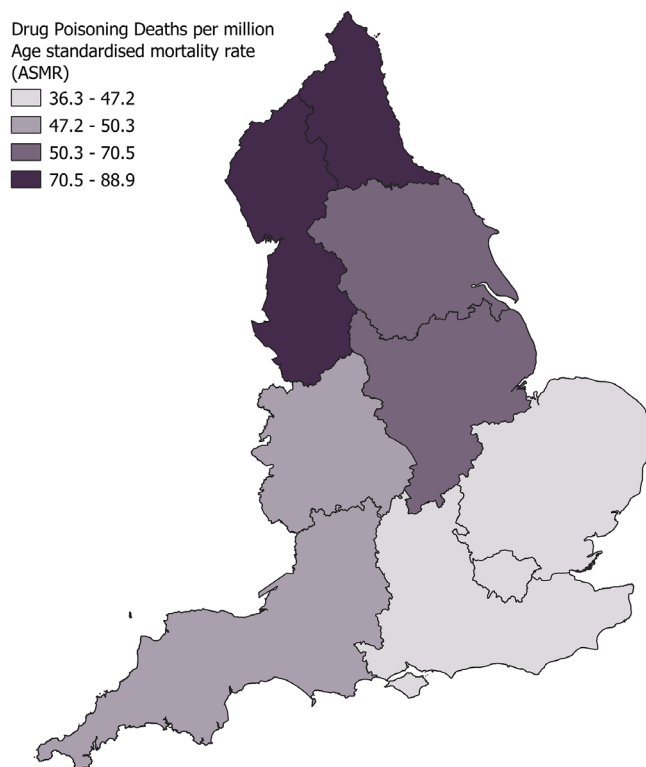 Drug Poisoning Deaths per million
Age standardised mortality rate
(ASMR)
36.3 - 47.2
47.2 - 50.3
50.3 - 70.5
70.5 - 88.9